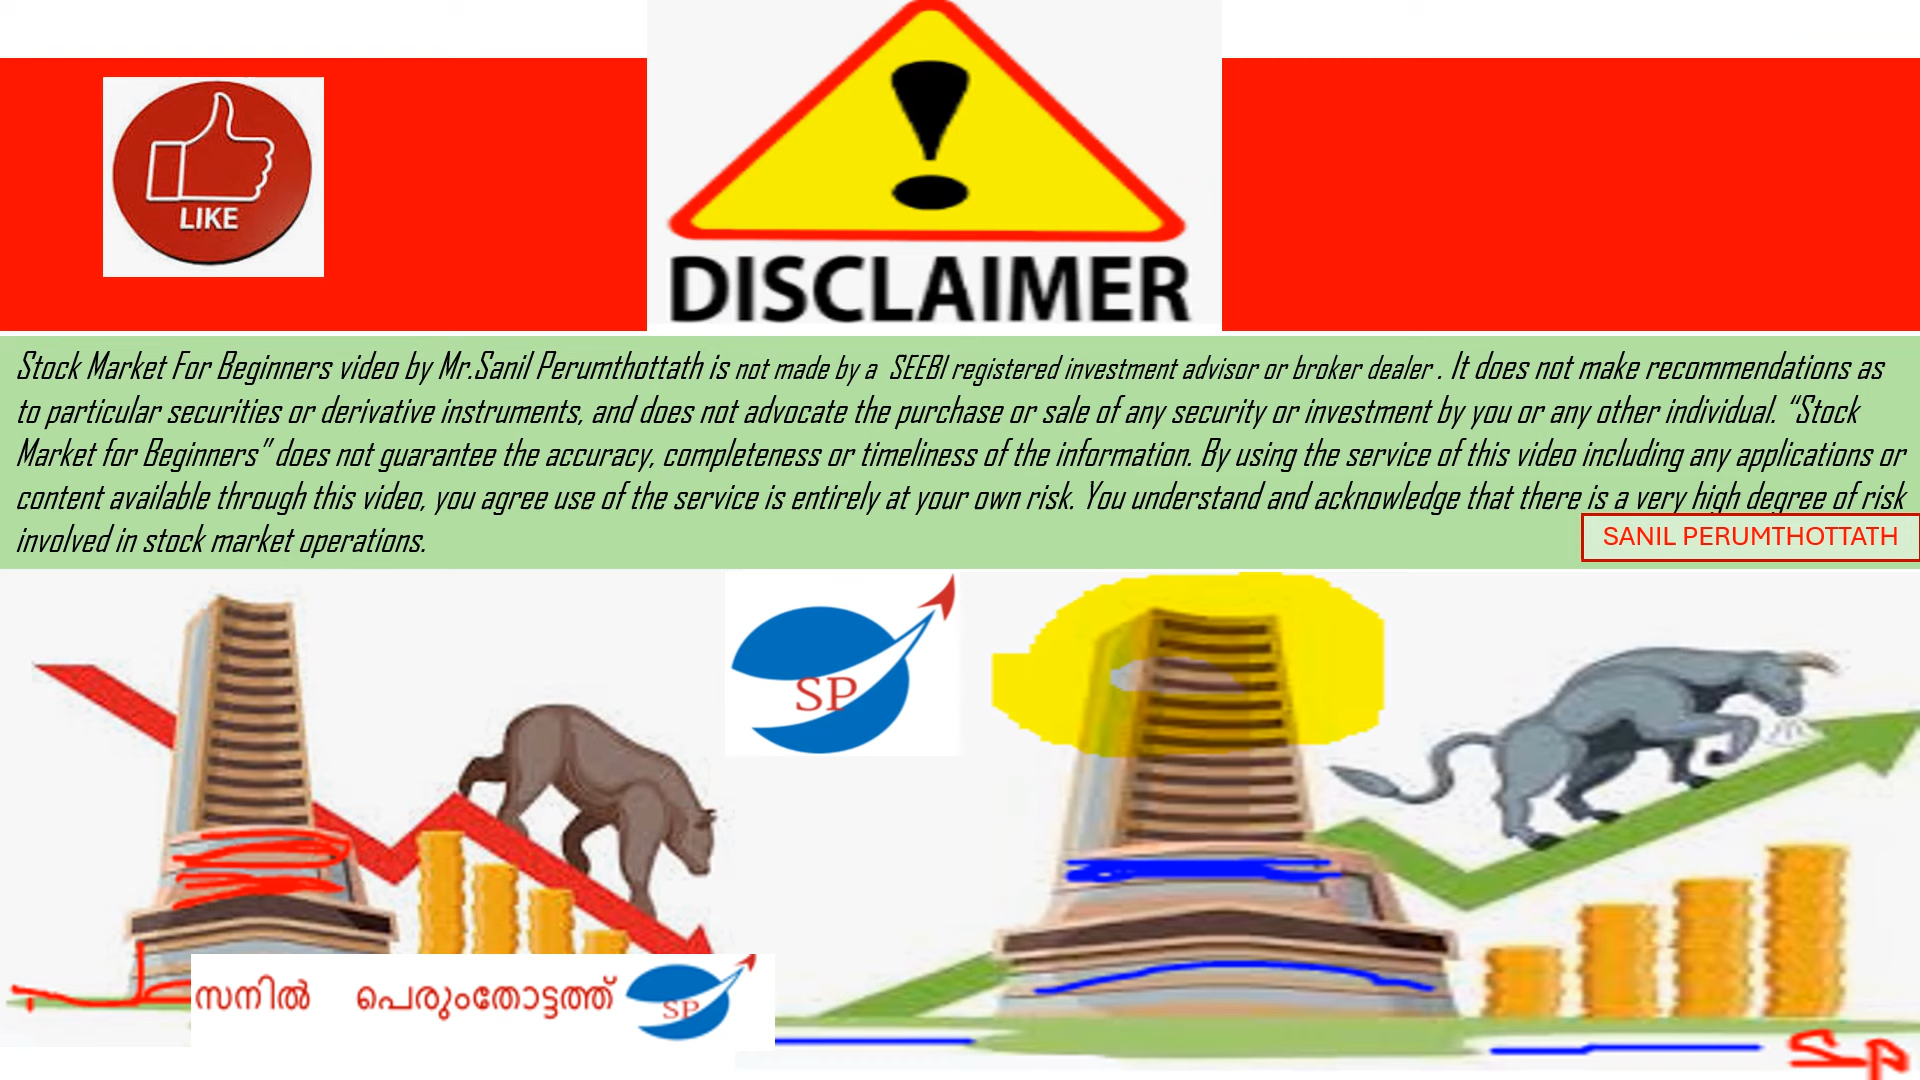 LIKE
DISCLAIMER
Stock Market For Beginners video by Mr.Sanil Perumthottath is not made by a SEEBI registered investment advisor or broker dealer . It does not make recommendations as
to particular securities or derivative instruments, and does not advocate the purchase or sale of any security or investment by you or any other individual. “Stock
Market for Beginners” does not guarantee the accuracy, completeness or timeliness of the information. By using the service of this video including any applications or
content available through this video, you agree use of the service is entirely at your own risk. You understand and acknowledge that there is a very high degree of risk
involved in stock market operations.
SANIL PERUMTHOTTATH
SP
സനിൽ പെരുംതോട്ടത്ത്
SP
SP